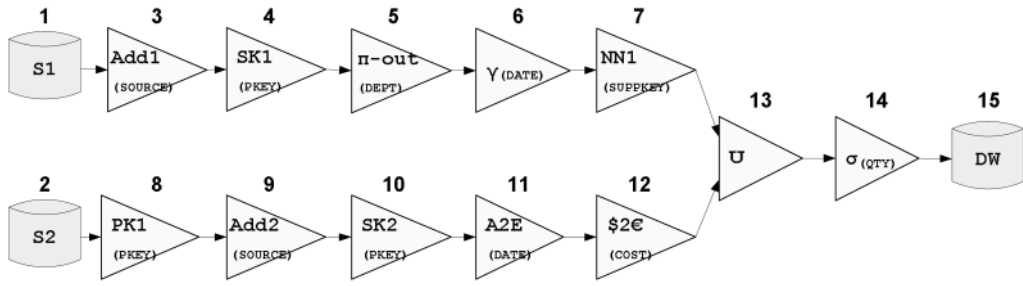 1 3 4 5 6 7
S1 Add1 (SOURCE) SK1 (PKEY) π-out (DEPT) γ(DATE) NN1 (SUPPKEY)
13 14 15
U σ(QTY) DW
2 8 9 10 11 12
S2 PK1 (PKEY) Add2 (SOURCE) SK2 (PKEY) A2E (DATE) $2€ (COST)